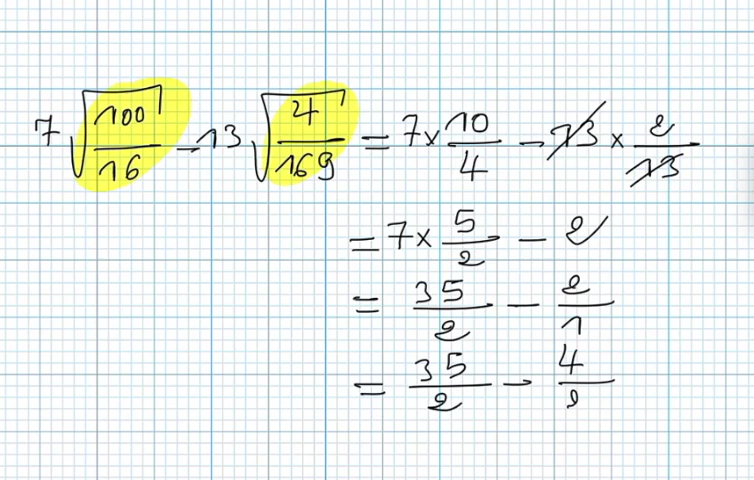 7√(100/16) - 13√(4/169) = 7 × 10/4 - 13 × 2/13
= 7 × 5/2 - 2
= 35/2 - 2/1
= 35/2 - 4/2